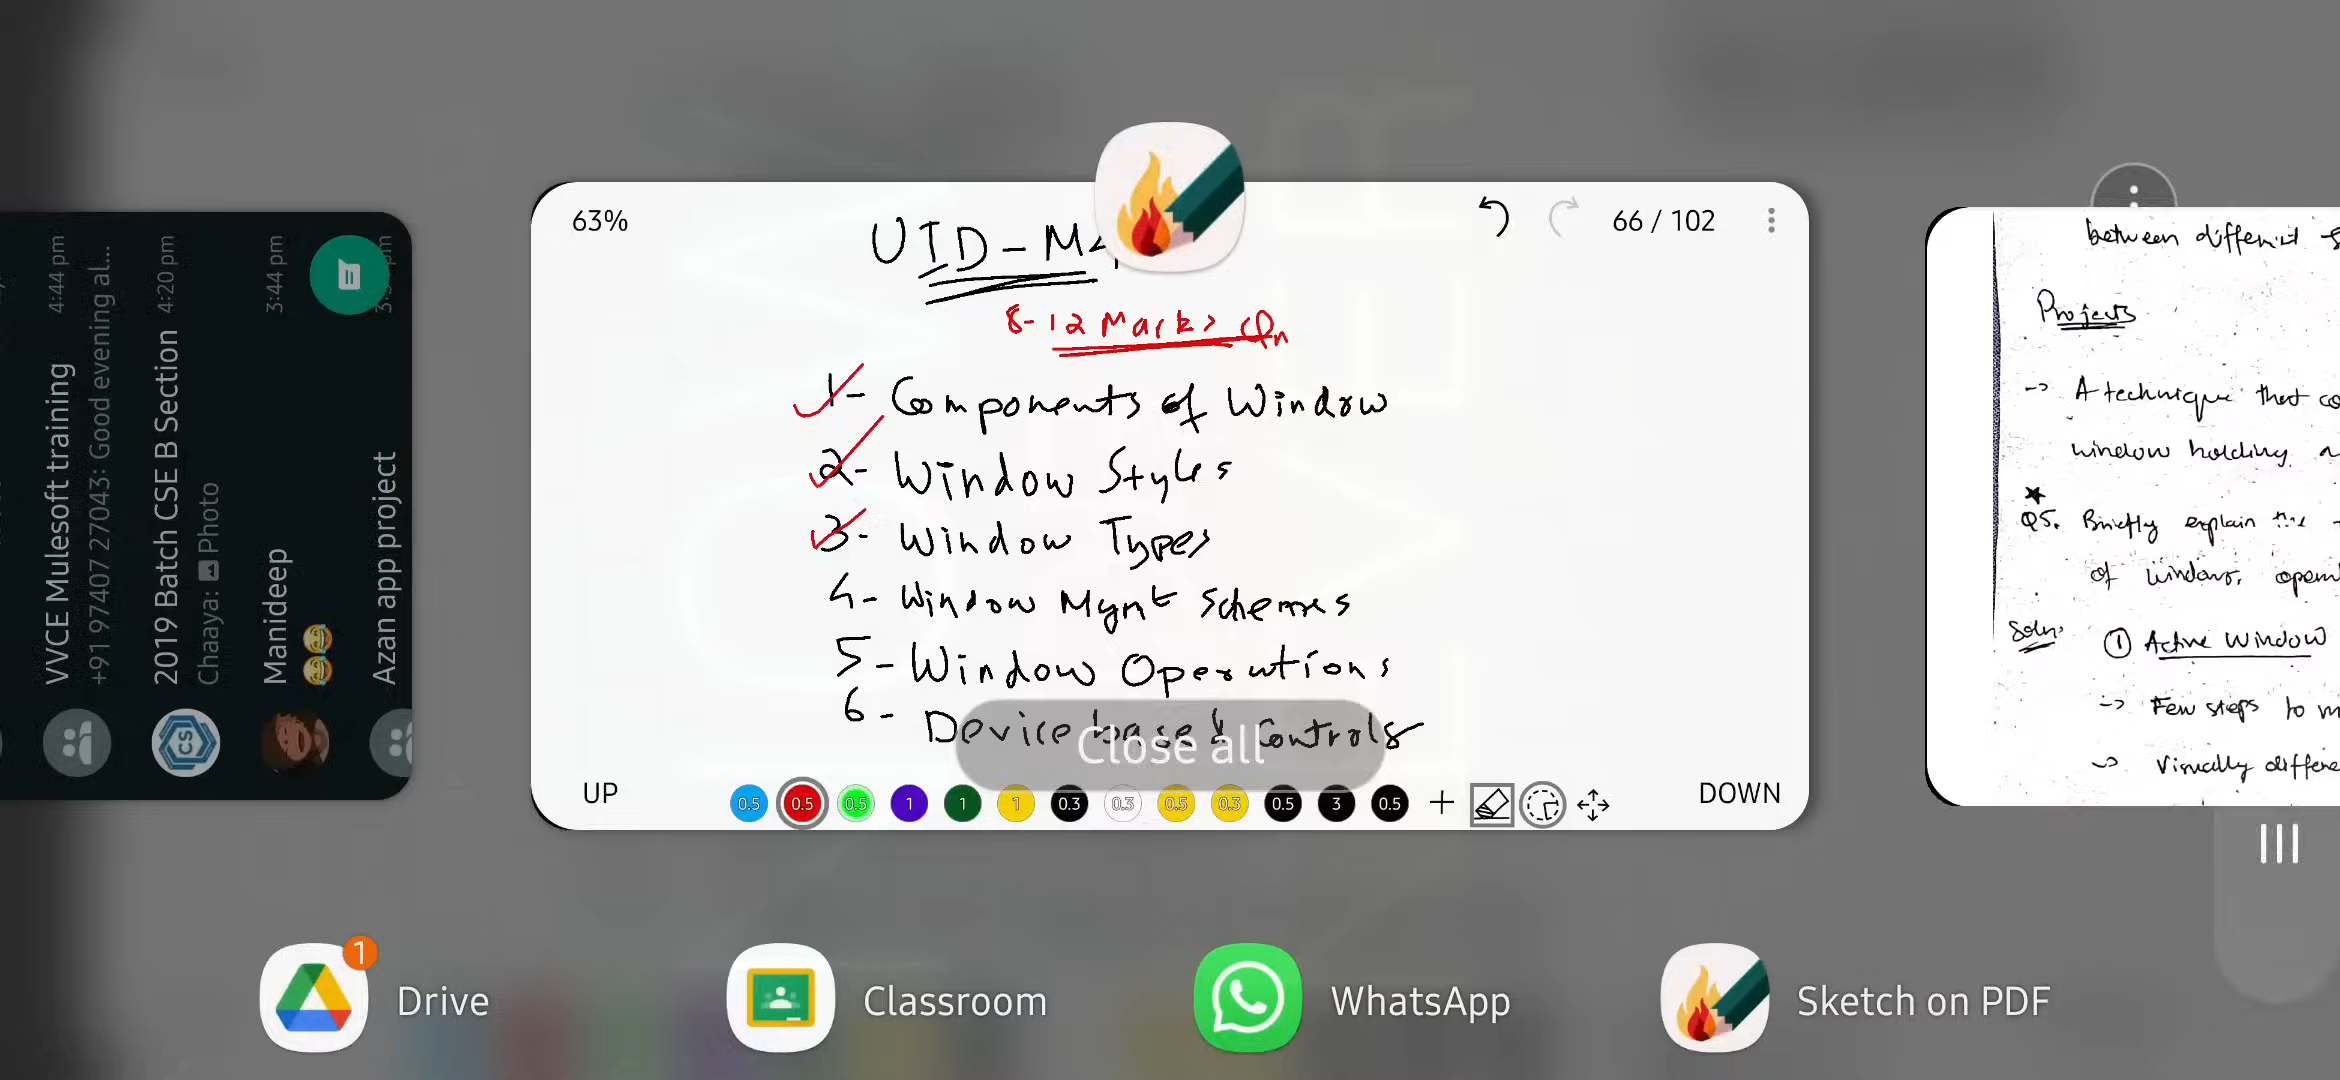 VVCE Mulesoft training
4:44 pm
+91 97407 27043: Good evening al...
2019 Batch CSE B Section
4:20 pm
Chaaya: Photo
Manideep
3:44 pm
Azan app project
63%
UID-M4
66 / 102
8-12 Marks Qn
1- Components of Window
2- Window Styles
3- Window Types
4- Window Mgmt Schemes
5- Window Operations
6- Device based Controls
Close all
UP
0.5
0.5
0.5
1
1
1
0.3
0.3
0.5
0.3
0.5
3
0.5
DOWN
between different
Projects
-> A technique that
window holding a
Q5. Briefly explain the
of windows,
Soln:
① Active Window
-> Few steps to
-> Visually
1
Drive
Classroom
WhatsApp
Sketch on PDF